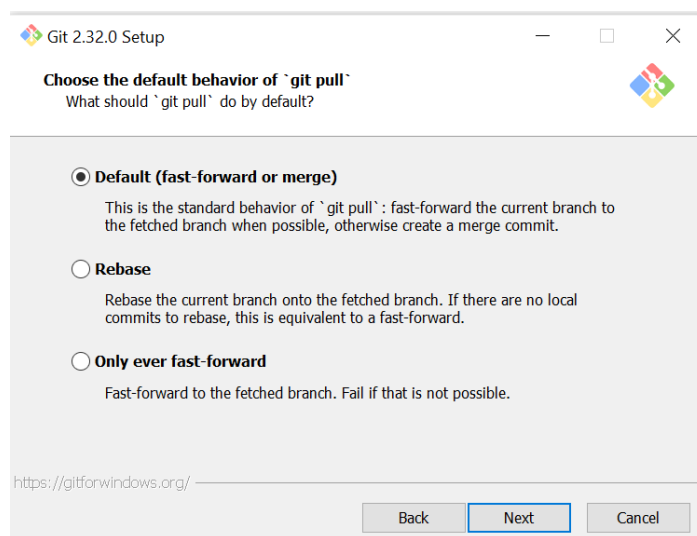 Git 2.32.0 Setup
Choose the default behavior of `git pull`
What should `git pull` do by default?
Default (fast-forward or merge)
This is the standard behavior of `git pull`: fast-forward the current branch to
the fetched branch when possible, otherwise create a merge commit.
Rebase
Rebase the current branch onto the fetched branch. If there are no local
commits to rebase, this is equivalent to a fast-forward.
Only ever fast-forward
Fast-forward to the fetched branch. Fail if that is not possible.
https://gitforwindows.org/
Back Next Cancel